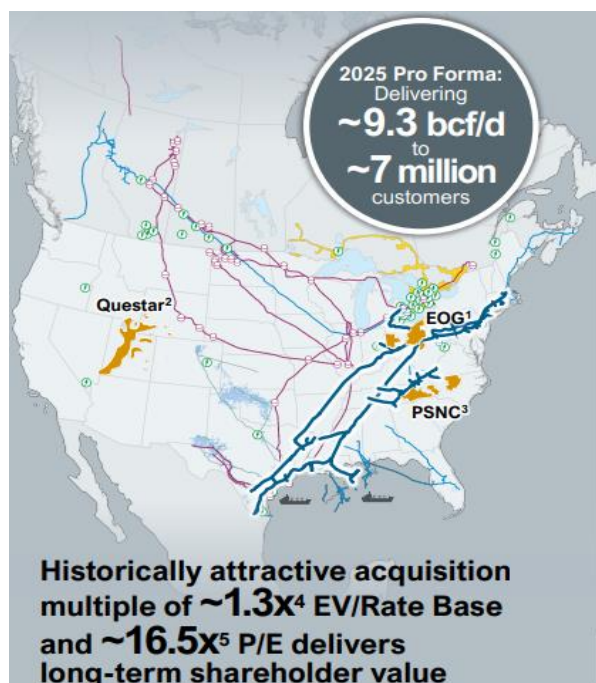 2025 Pro Forma:
Delivering
~9.3 bcf/d
to
~7 million
customers
Questar²
EOG¹
PSNC³
Historically attractive acquisition
multiple of ~1.3x⁴ EV/Rate Base
and ~16.5x⁵ P/E delivers
long-term shareholder value